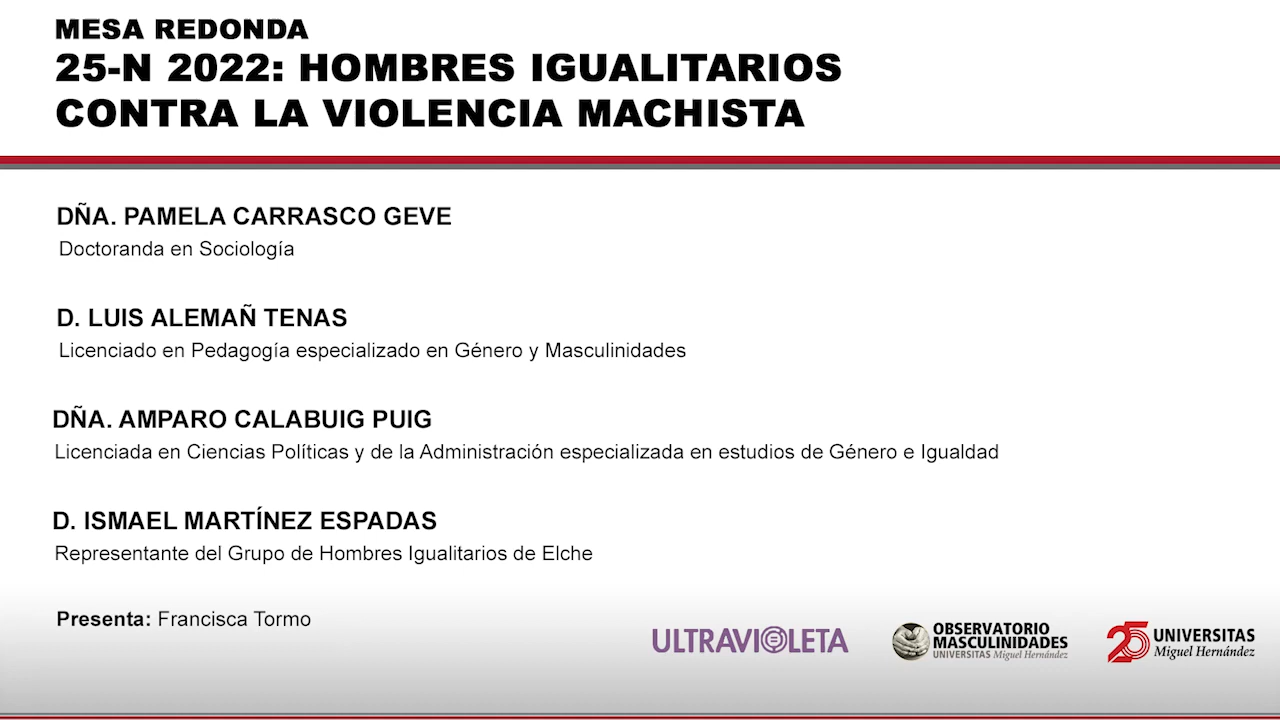 MESA REDONDA
25-N 2022: HOMBRES IGUALITARIOS
CONTRA LA VIOLENCIA MACHISTA
DÑA. PAMELA CARRASCO GEVE
Doctoranda en Sociología
D. LUIS ALEMAÑ TENAS
Licenciado en Pedagogía especializado en Género y Masculinidades
DÑA. AMPARO CALABUIG PUIG
Licenciada en Ciencias Políticas y de la Administración especializada en estudios de Género e Igualdad
D. ISMAEL MARTÍNEZ ESPADAS
Representante del Grupo de Hombres Igualitarios de Elche
Presenta: Francisca Tormo
ULTRAVIOLETA
OBSERVATORIO
MASCULINIDADES
UNIVERSITAS Miguel Hernández
25 UNIVERSITAS
Miguel Hernández